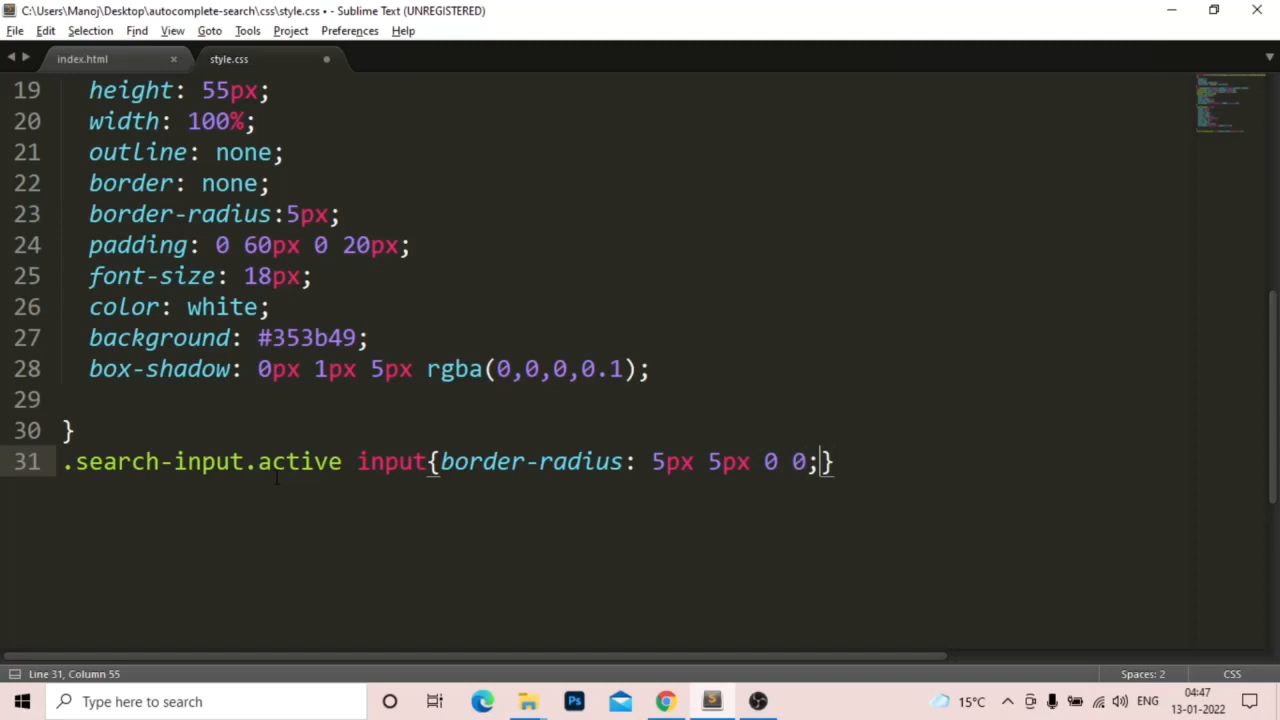 C:\Users\Manoj\Desktop\autocomplete-search\css\style.css • - Sublime Text (UNREGISTERED)
File Edit Selection Find View Goto Tools Project Preferences Help
index.html × style.css
19 height: 55px;
20 width: 100%;
21 outline: none;
22 border: none;
23 border-radius:5px;
24 padding: 0 60px 0 20px;
25 font-size: 18px;
26 color: white;
27 background: #353b49;
28 box-shadow: 0px 1px 5px rgba(0,0,0,0.1);
29
30 }
31 .search-input.active input{border-radius: 5px 5px 0 0;}
Line 31, Column 55 Spaces: 2 CSS
Type here to search Ps 15°C ENG 04:47
13-01-2022